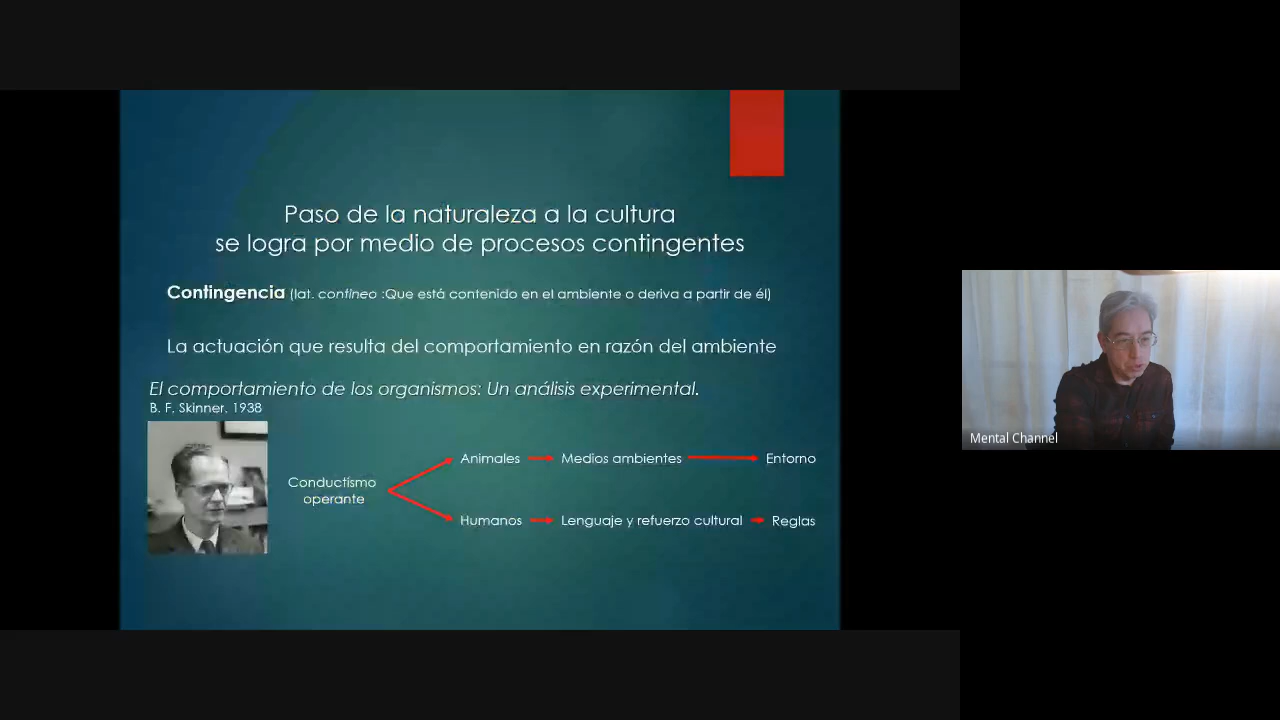 Paso de la naturaleza a la cultura
se logra por medio de procesos contingentes
Contingencia (lat. contineo :Que está contenido en el ambiente o deriva a partir de él)
La actuación que resulta del comportamiento en razón del ambiente
El comportamiento de los organismos: Un análisis experimental.
B. F. Skinner. 1938
Conductismo
operante
Animales
Medios ambientes
Entorno
Humanos
Lenguaje y refuerzo cultural
Reglas
Mental Channel